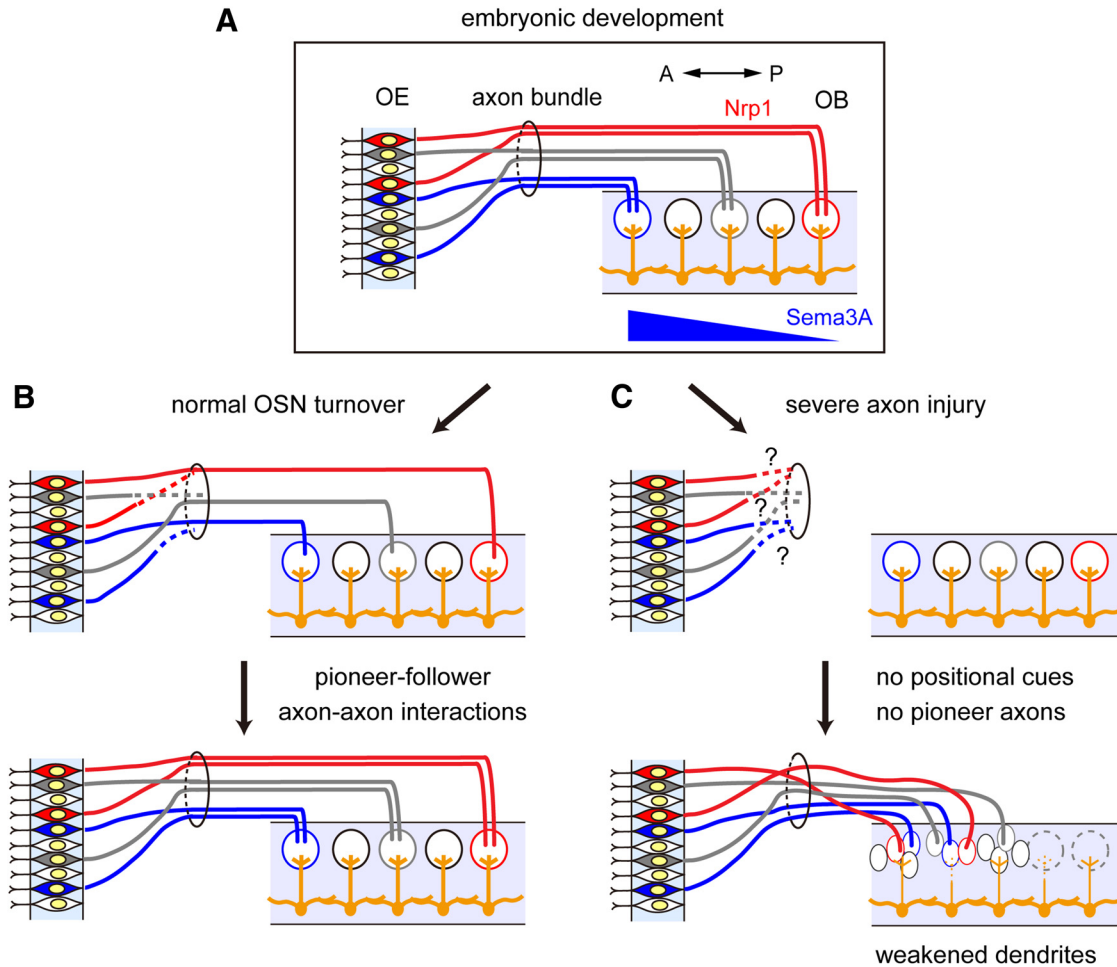 A
embryonic development
A P
OE
axon bundle
Nrp1
OB
Sema3A
B
normal OSN turnover
C
severe axon injury
?
?
?
pioneer-follower
axon-axon interactions
no positional cues
no pioneer axons
weakened dendrites